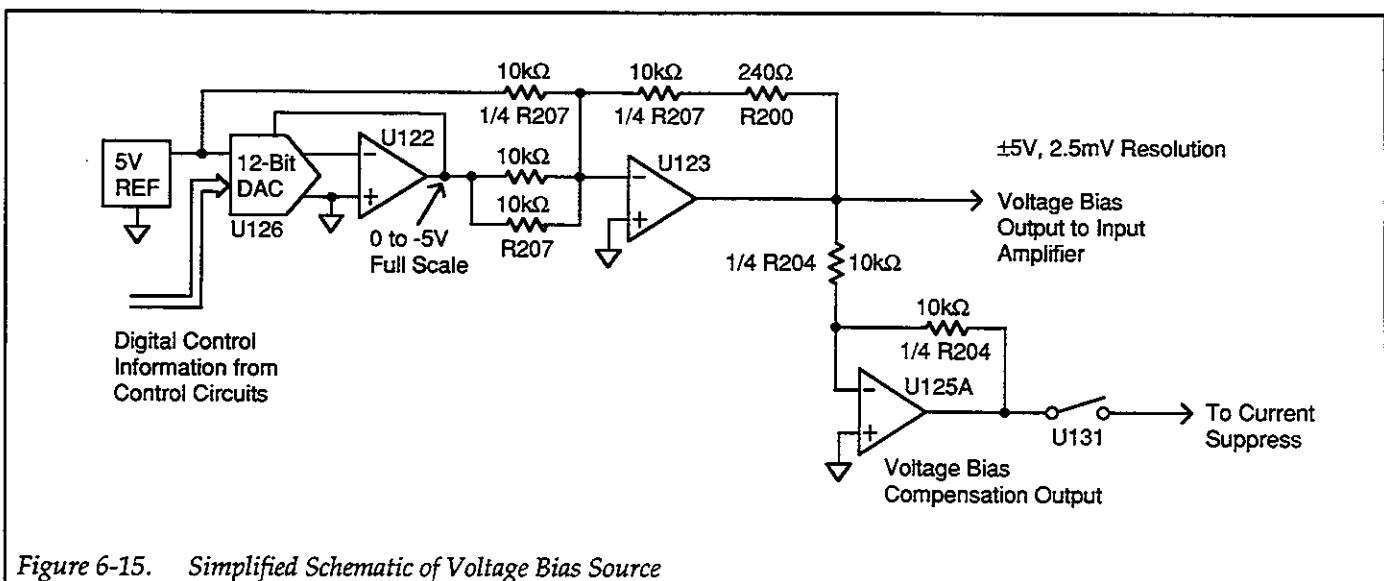 10kΩ
1/4 R207
10kΩ
1/4 R207
240Ω
R200
5V
REF
12-Bit
DAC
U126
U122
−
+
0 to -5V
Full Scale
10kΩ
10kΩ
R207
U123
−
+
±5V, 2.5mV Resolution
Voltage Bias
Output to Input
Amplifier
1/4 R204
10kΩ
10kΩ
1/4 R204
Digital Control
Information from
Control Circuits
U125A
−
+
U131
To Current
Suppress
Voltage Bias
Compensation Output
Figure 6-15. Simplified Schematic of Voltage Bias Source